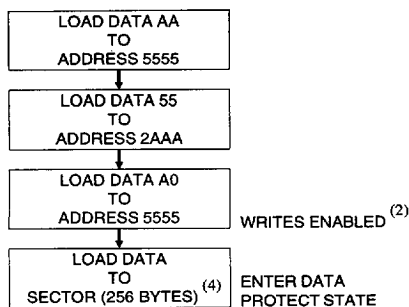 LOAD DATA AA
TO
ADDRESS 5555
LOAD DATA 55
TO
ADDRESS 2AAA
LOAD DATA A0
TO
ADDRESS 5555
WRITES ENABLED (2)
LOAD DATA
TO
SECTOR (256 BYTES) (4)
ENTER DATA
PROTECT STATE